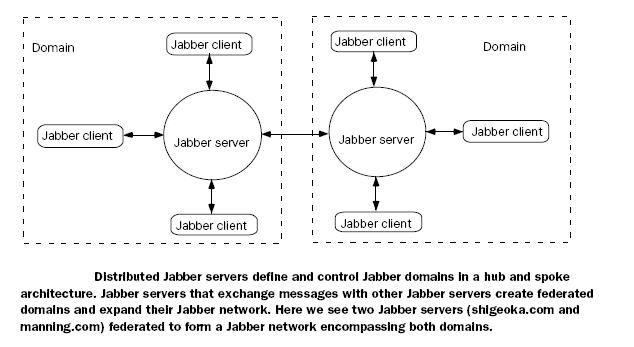 Domain
Jabber client
Jabber client
Domain
Jabber client
Jabber server
Jabber server
Jabber client
Jabber client
Jabber client
Distributed Jabber servers define and control Jabber domains in a hub and spoke
architecture. Jabber servers that exchange messages with other Jabber servers create federated
domains and expand their Jabber network. Here we see two Jabber servers (shigeoka.com and
manning.com) federated to form a Jabber network encompassing both domains.